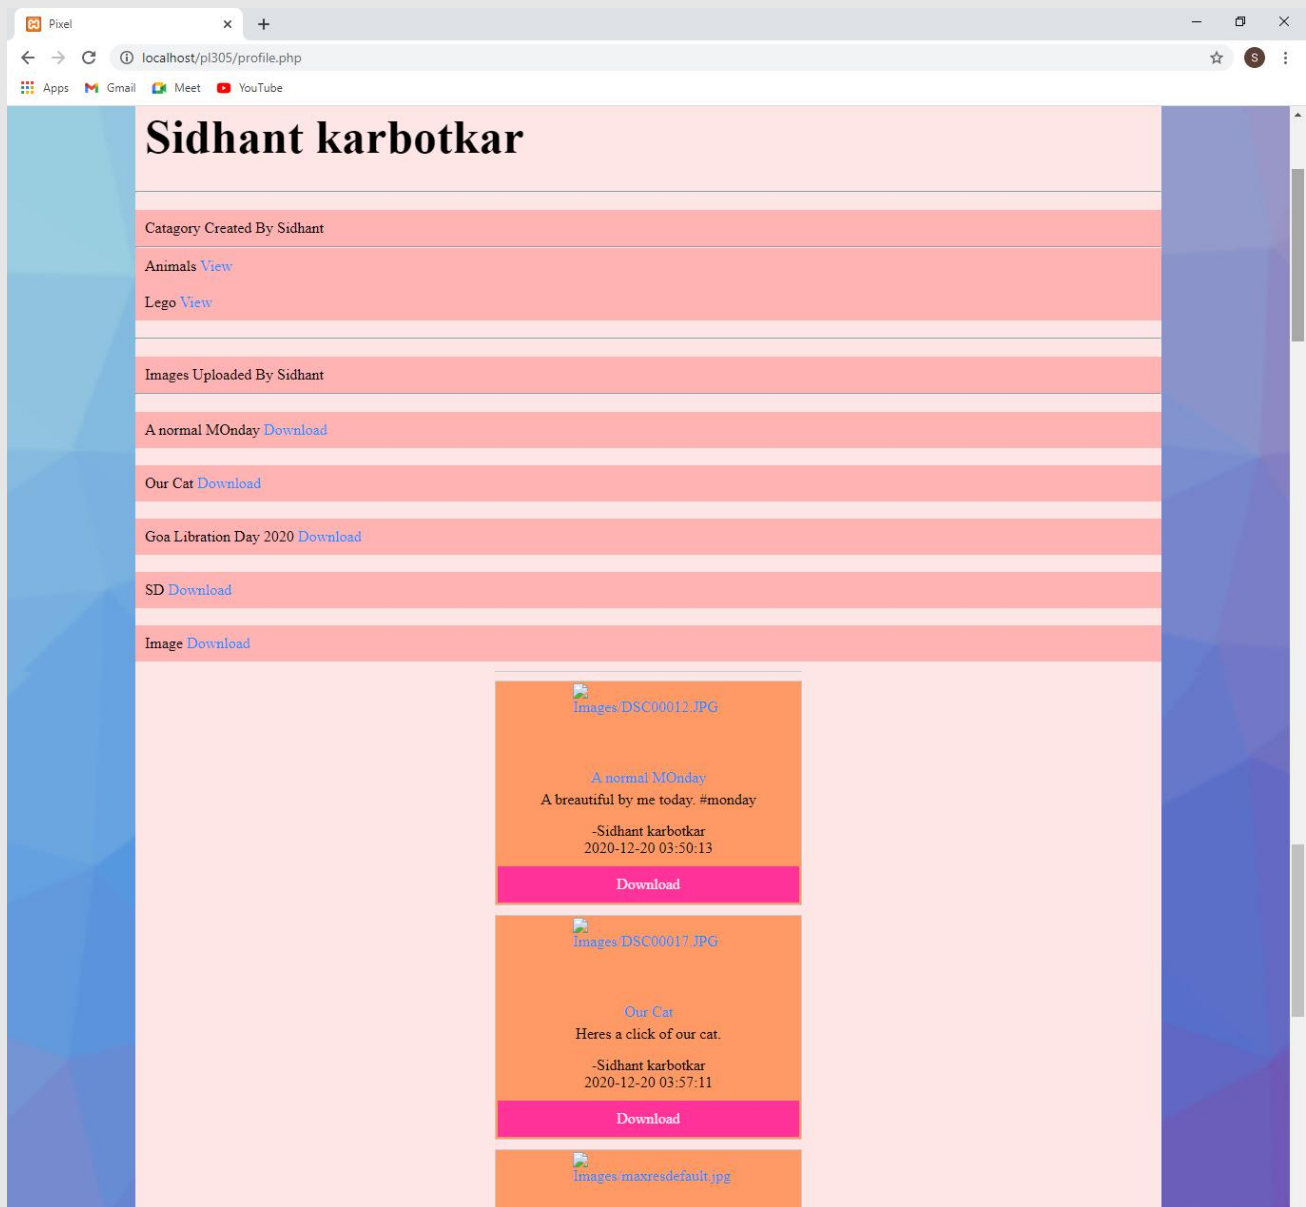 Pixel
localhost/pl305/profile.php
S
Apps Gmail Meet YouTube
Sidhant karbotkar
Catagory Created By Sidhant
Animals View
Lego View
Images Uploaded By Sidhant
A normal MOnday Download
Our Cat Download
Goa Libration Day 2020 Download
SD Download
Image Download
Images/DSC00012.JPG
A normal MOnday
A breautiful by me today. #monday
-Sidhant karbotkar
2020-12-20 03:50:13
Download
Images/DSC00017.JPG
Our Cat
Heres a click of our cat.
-Sidhant karbotkar
2020-12-20 03:57:11
Download
Images/maxresdefault.jpg